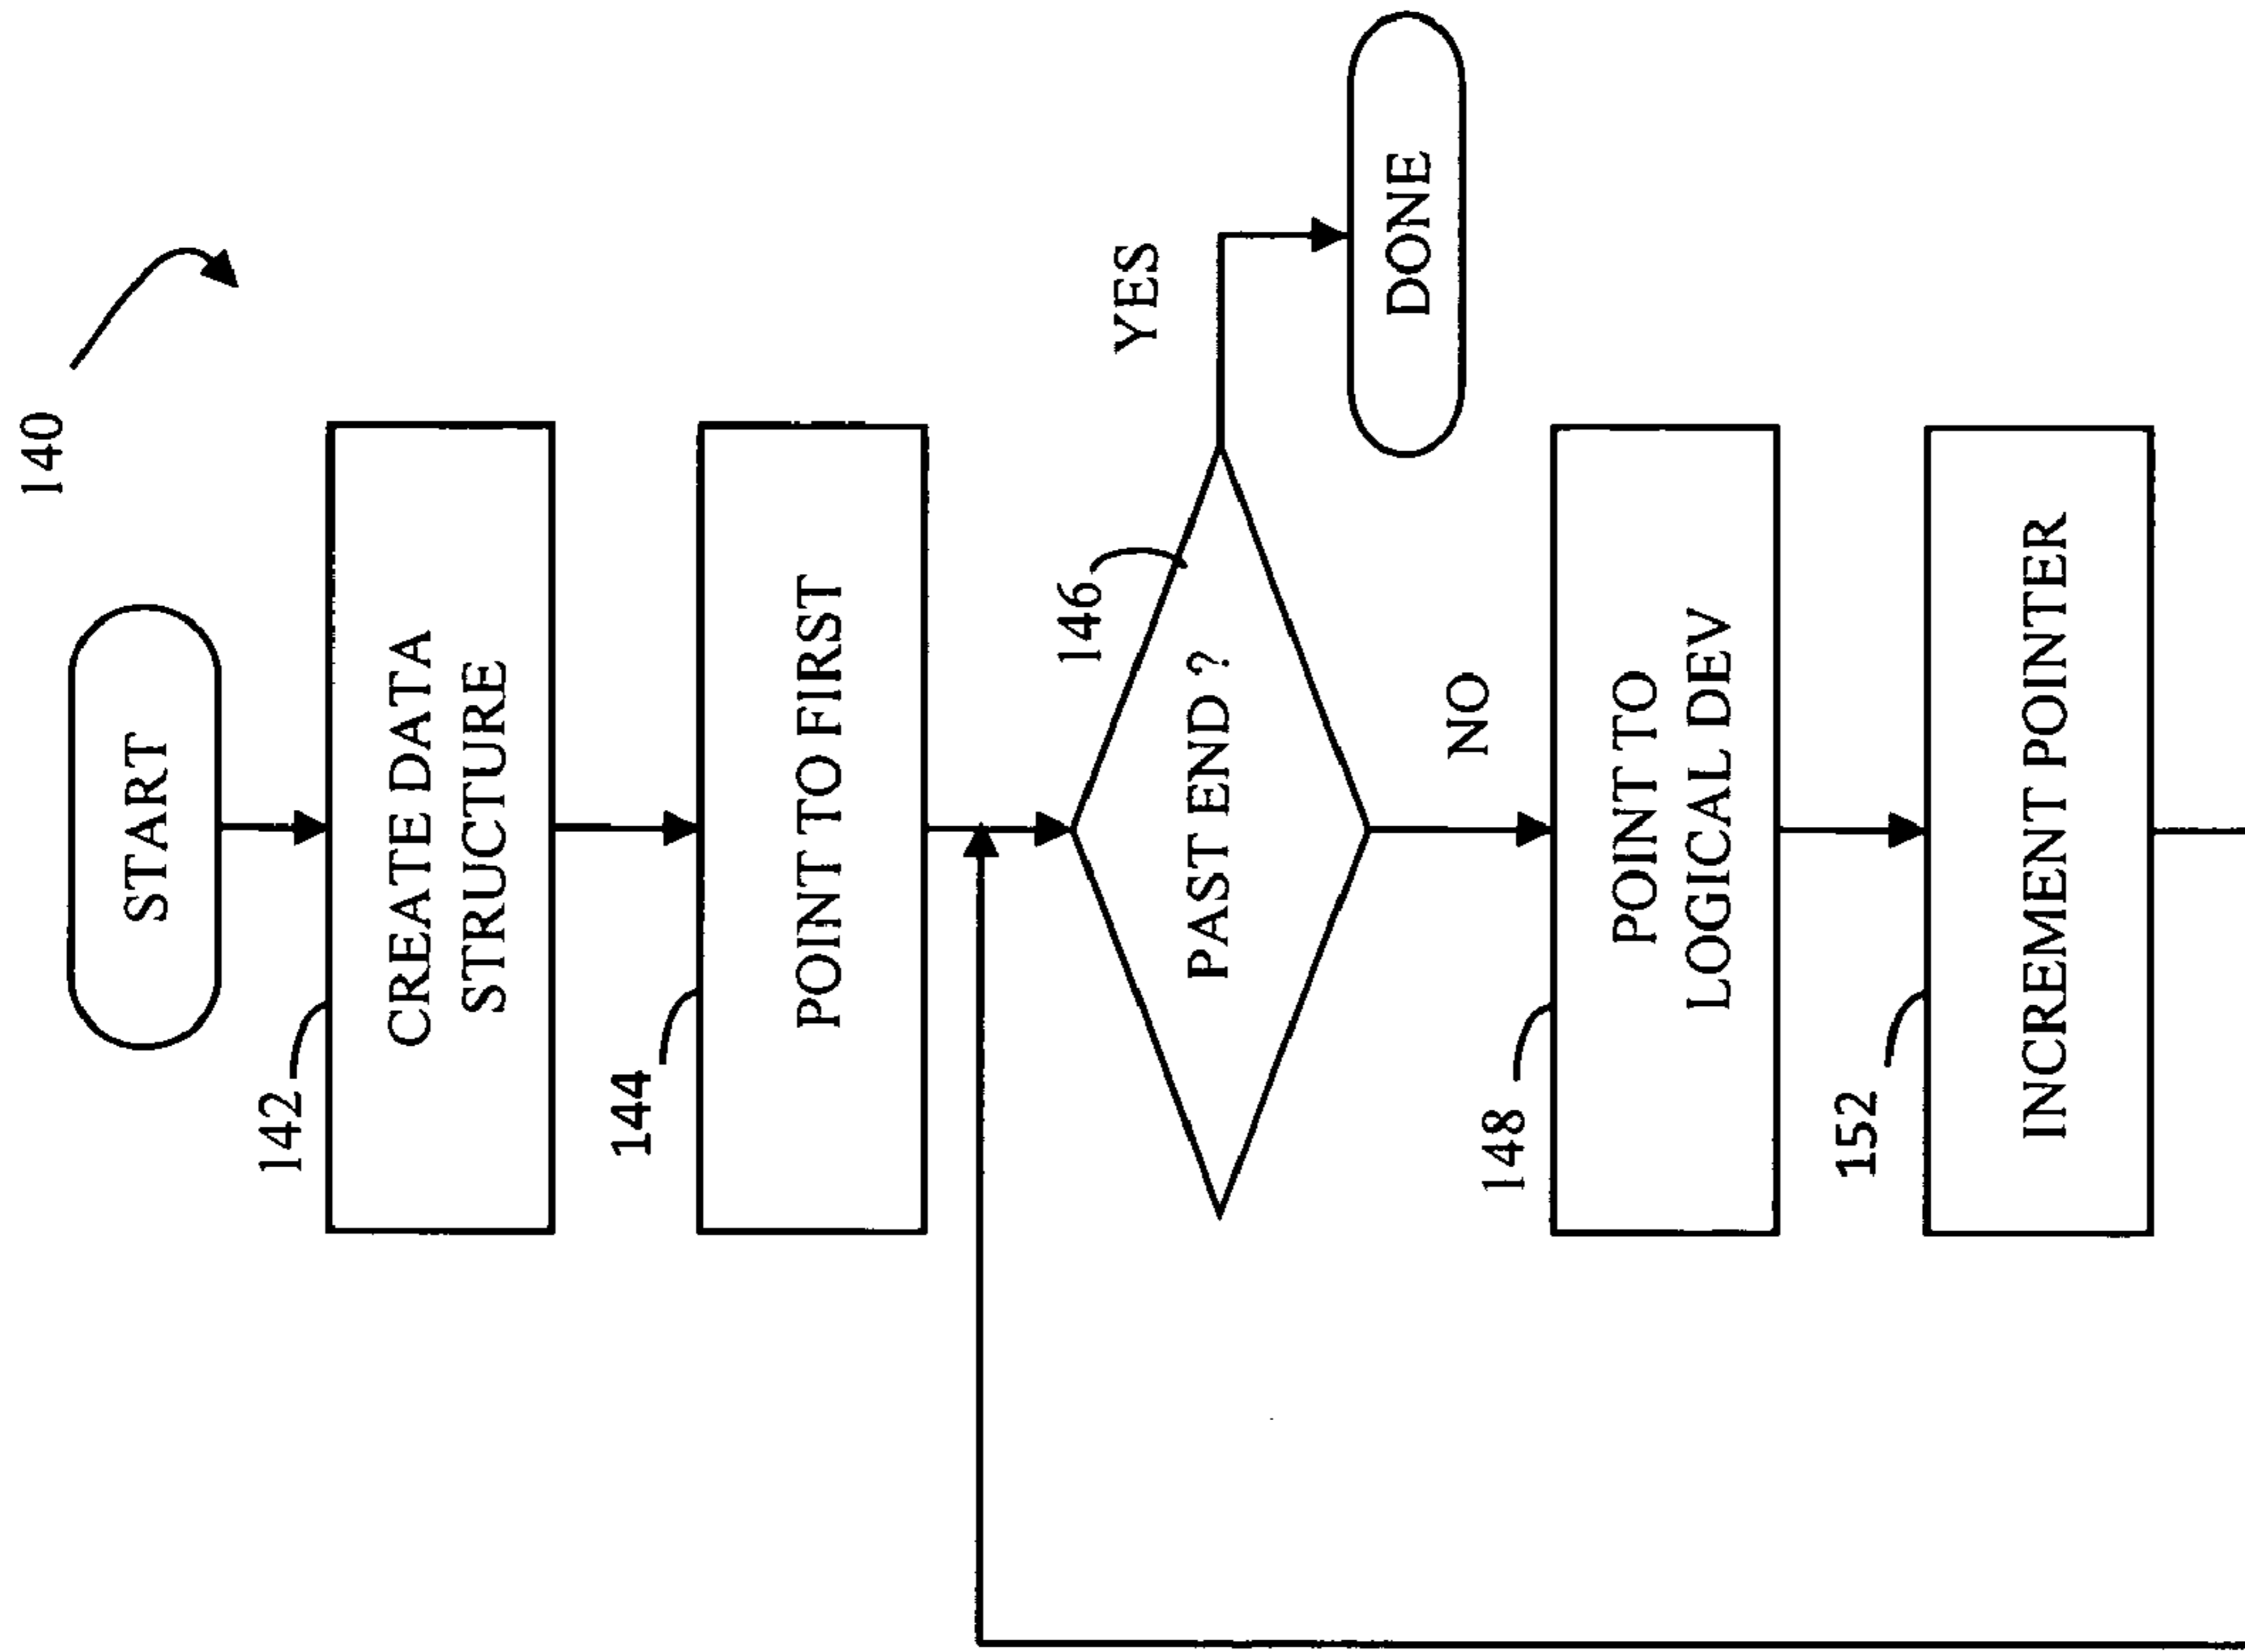 140
START
142
CREATE DATA
STRUCTURE
144
POINT TO FIRST
146
PAST END ?
YES
DONE
NO
148
POINT TO
LOGICAL DEV
152
INCREMENT POINTER